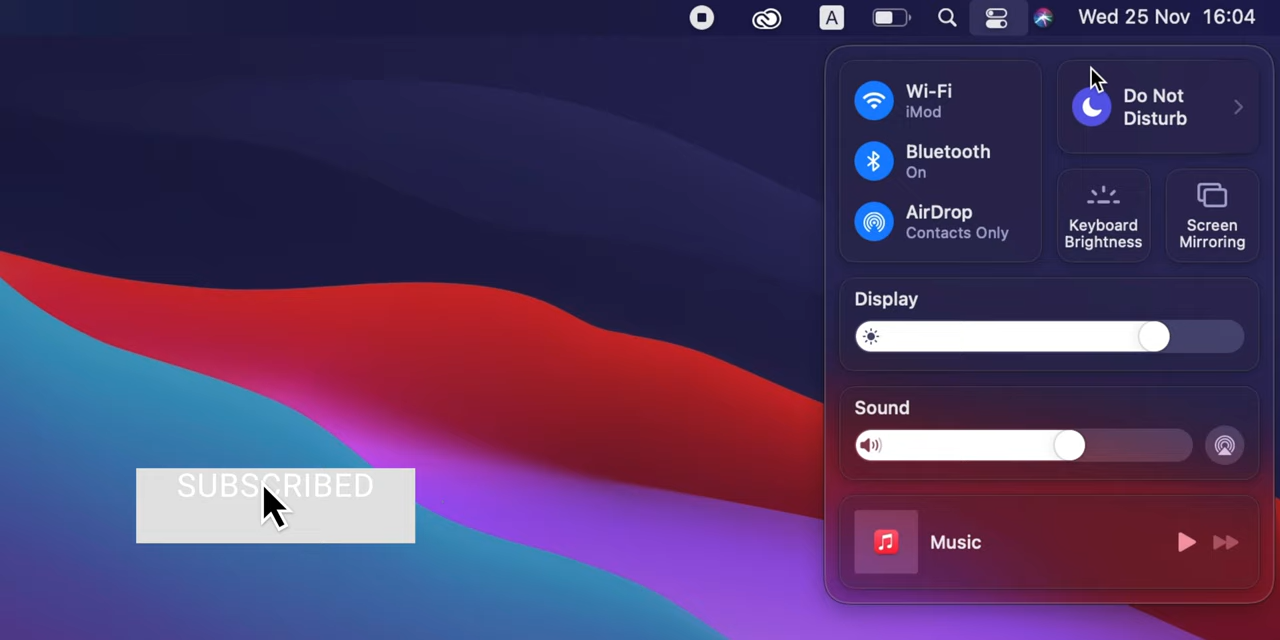 A
Wed 25 Nov 16:04
Wi-Fi
iMod
Bluetooth
On
AirDrop
Contacts Only
Do Not
Disturb
Keyboard
Brightness
Screen
Mirroring
Display
Sound
Music
SUBSCRIBED